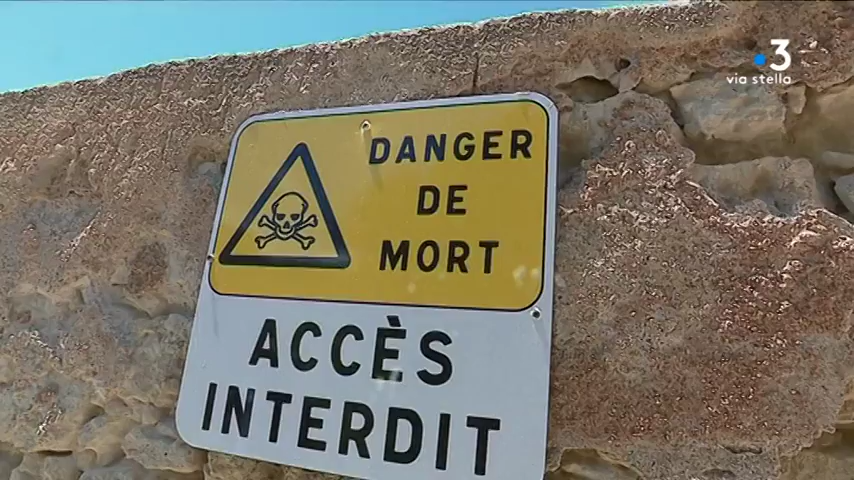 3
via stella
DANGER
DE
MORT
ACCÈS
INTERDIT